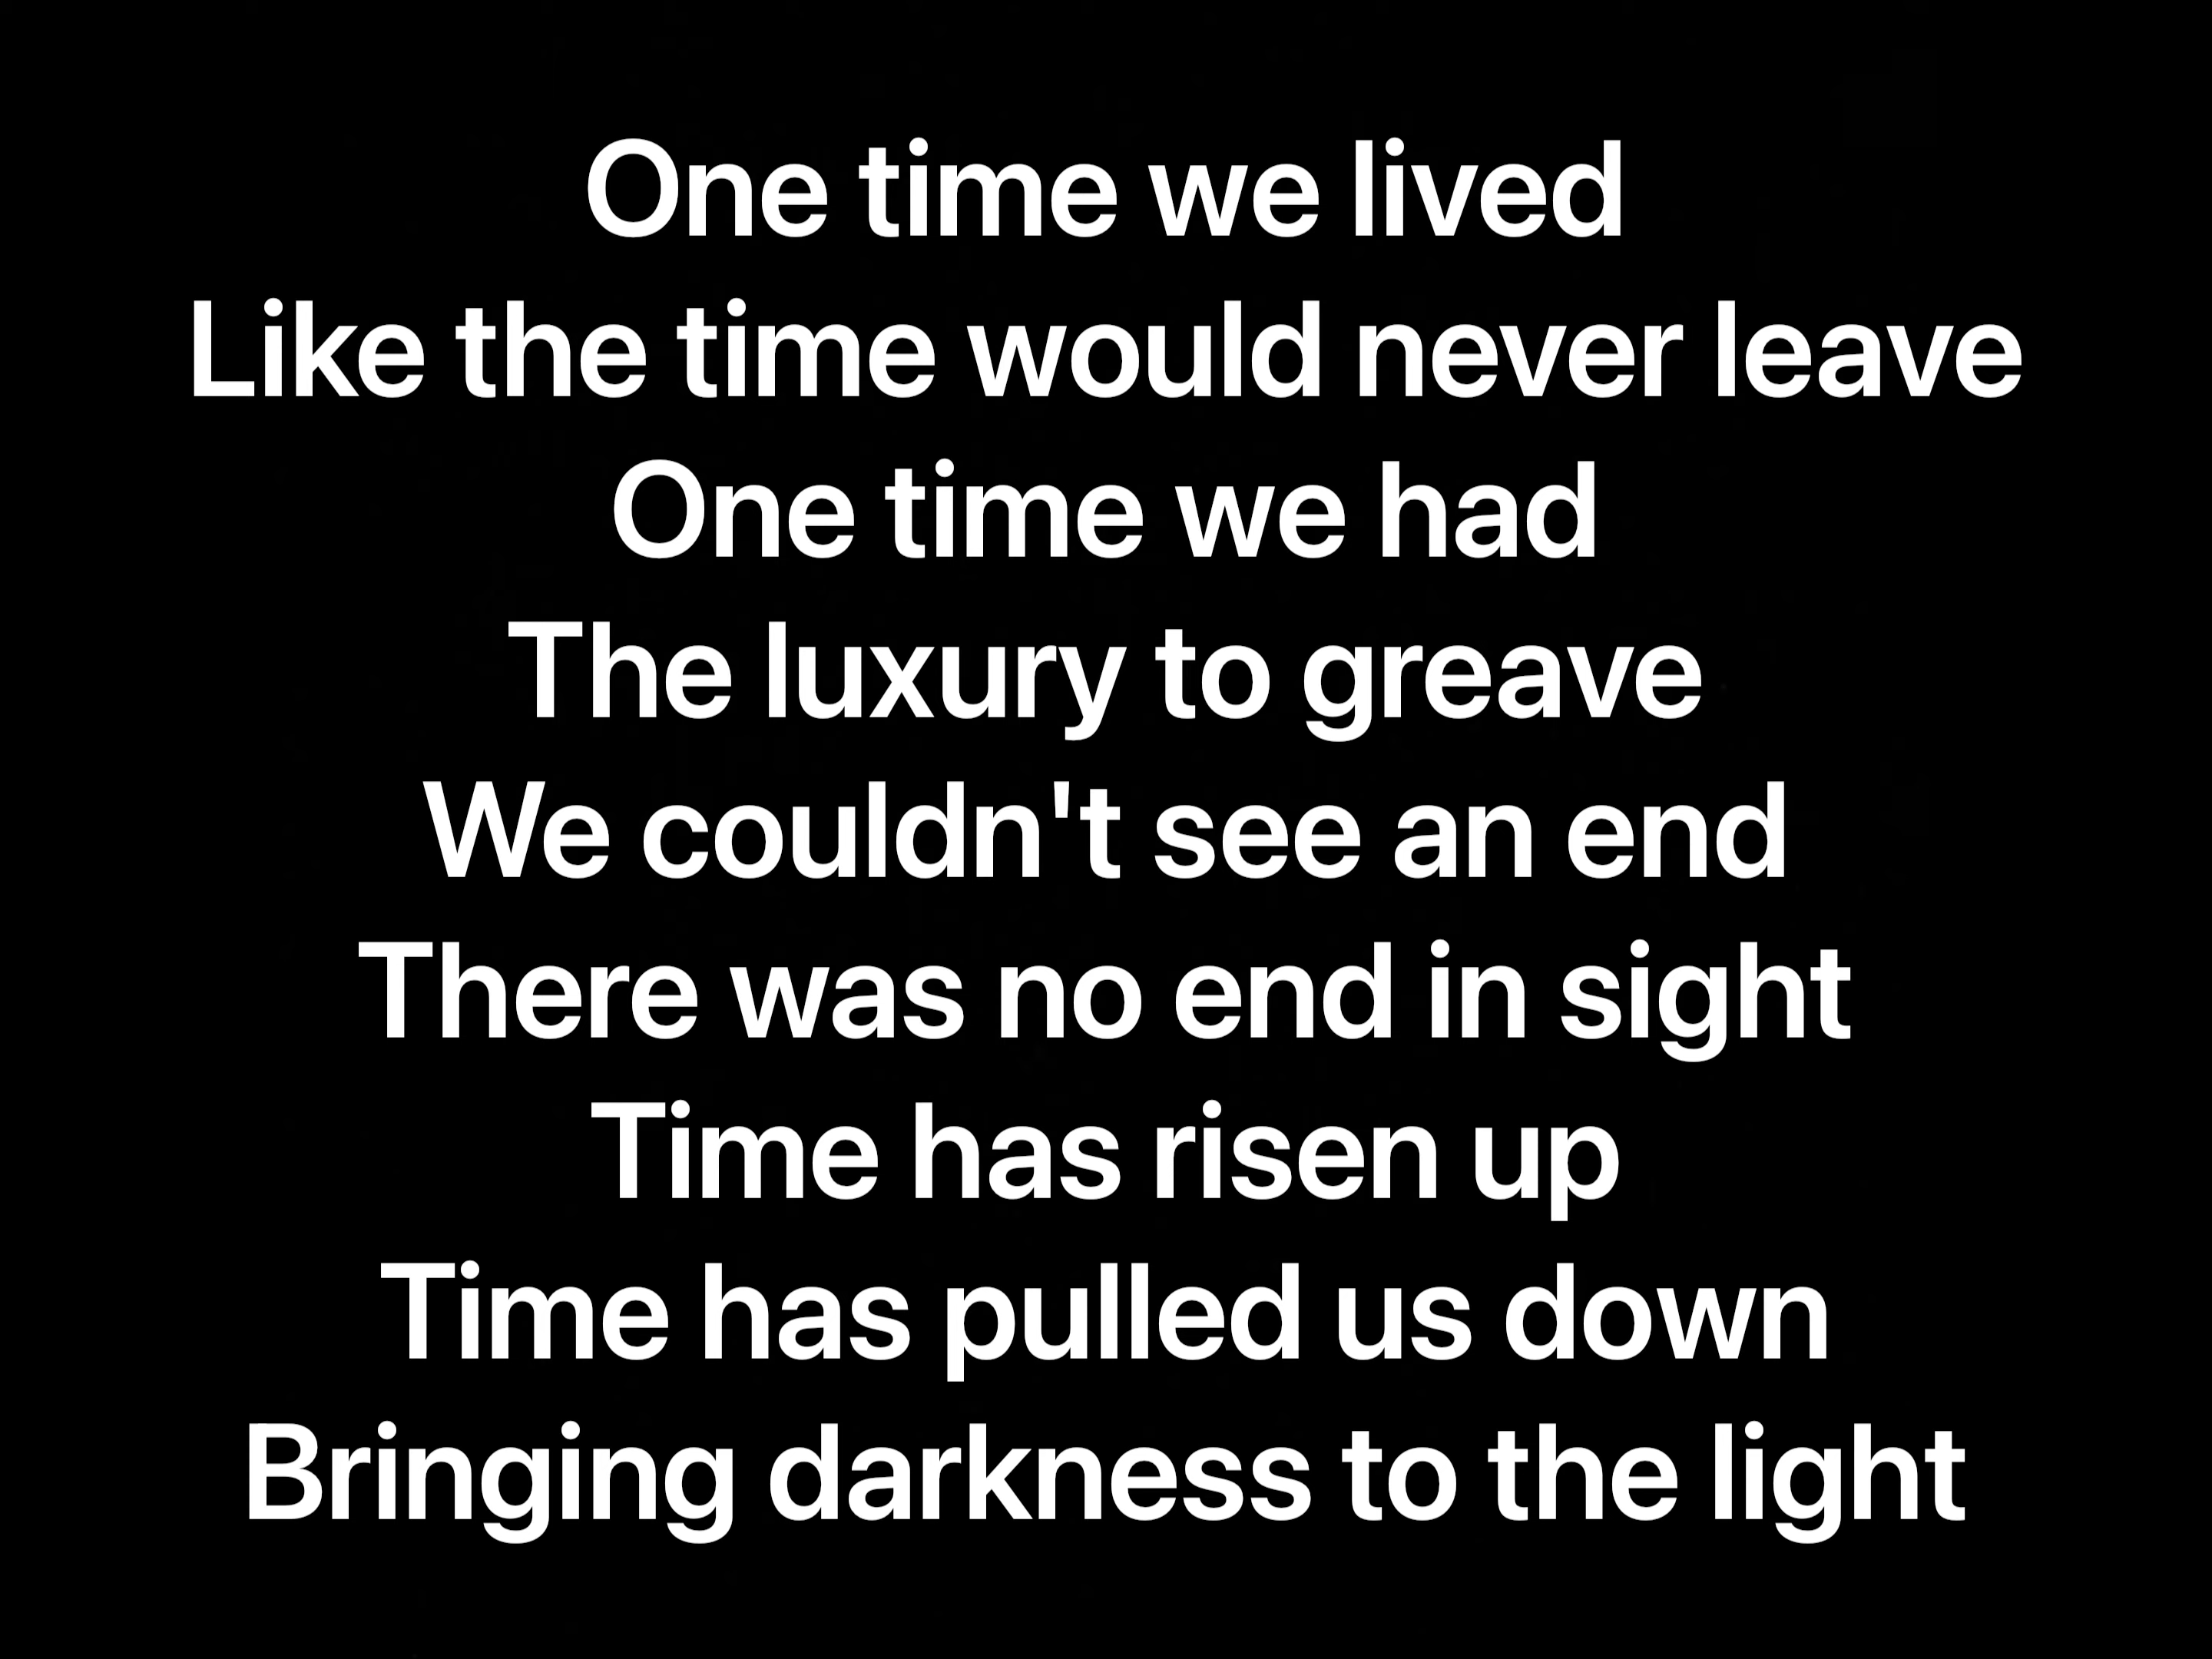 One time we lived
Like the time would never leave
One time we had
The luxury to greave
We couldn't see an end
There was no end in sight
Time has risen up
Time has pulled us down
Bringing darkness to the light